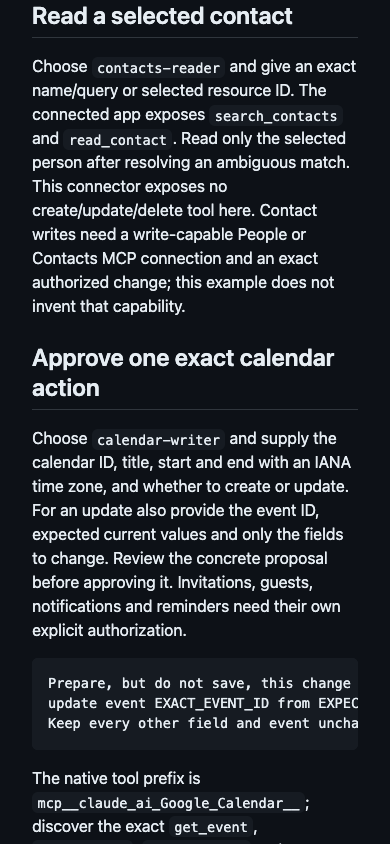 Read a selected contact
Choose contacts-reader and give an exact
name/query or selected resource ID. The
connected app exposes search_contacts
and read_contact. Read only the selected
person after resolving an ambiguous match.
This connector exposes no
create/update/delete tool here. Contact
writes need a write-capable People or
Contacts MCP connection and an exact
authorized change; this example does not
invent that capability.
Approve one exact calendar
action
Choose calendar-writer and supply the
calendar ID, title, start and end with an IANA
time zone, and whether to create or update.
For an update also provide the event ID,
expected current values and only the fields
to change. Review the concrete proposal
before approving it. Invitations, guests,
notifications and reminders need their own
explicit authorization.
Prepare, but do not save, this change
update event EXACT_EVENT_ID from EXPEC
Keep every other field and event uncha
The native tool prefix is
mcp__claude_ai_Google_Calendar__;
discover the exact get_event,